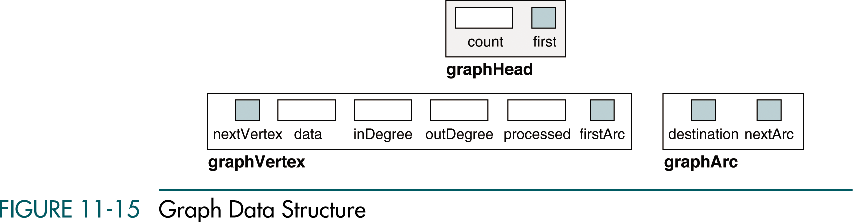 count first
graphHead
nextVertex data inDegree outDegree processed firstArc
graphVertex
destination nextArc
graphArc
FIGURE 11-15 Graph Data Structure